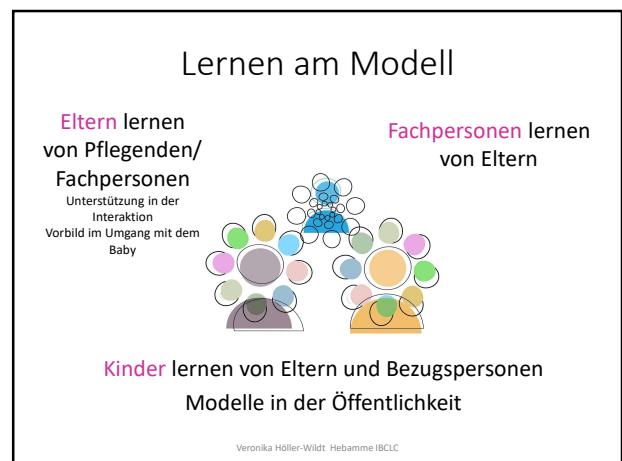 Lernen am Modell
Eltern lernen
von Pflegenden/
Fachpersonen
Unterstützung in der
Interaktion
Vorbild im Umgang mit dem
Baby
Fachpersonen lernen
von Eltern
Kinder lernen von Eltern und Bezugspersonen
Modelle in der Öffentlichkeit
Veronika Höller-Wildt Hebamme IBCLC